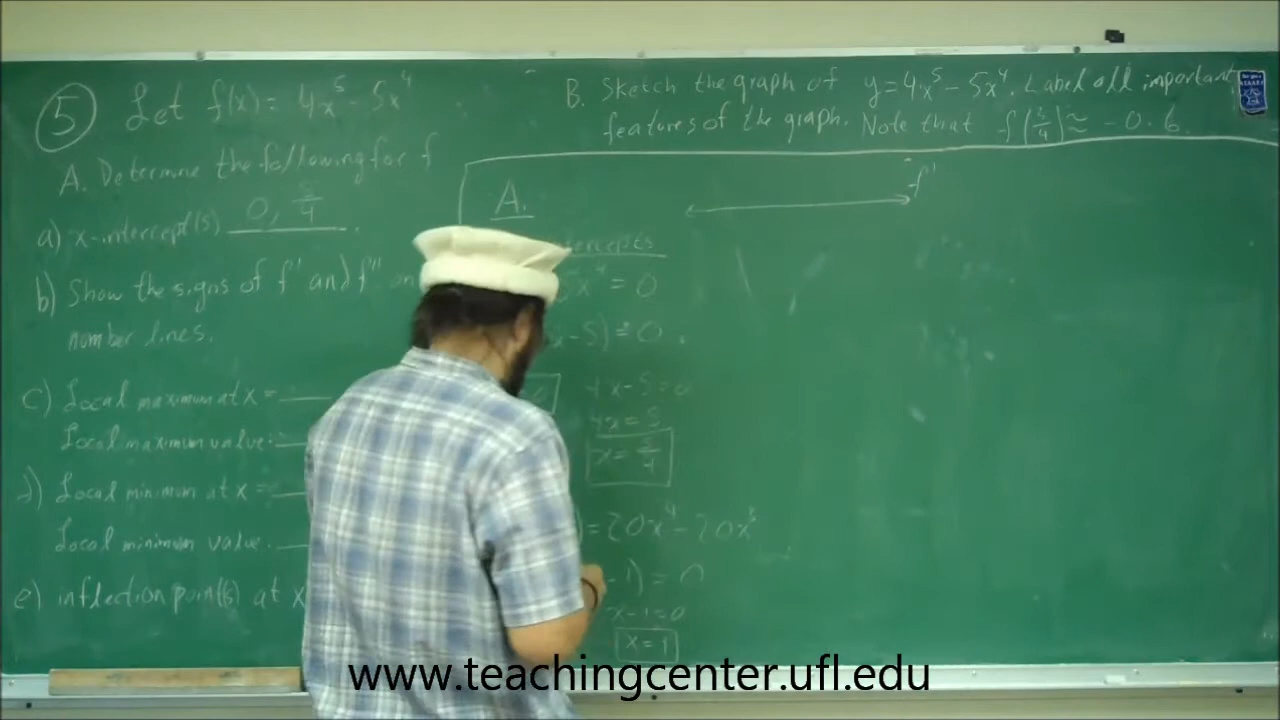 5 Let f(x) = 4x⁵ - 5x⁴
A. Determine the following for f
a) x-intercept(s) 0, 5/4 .
b) Show the signs of f' and f'' on
number lines.
c) Local maximum at x =
Local maximum value:
d) Local minimum at x =
Local minimum value.
e) inflection point(s) at x
B. Sketch the graph of y = 4x⁵ - 5x⁴. Label all important
features of the graph. Note that f(3/4) ≈ -0.6.
A.
f'
x⁴ = 0
x-5) = 0
4x-5=0
4x = 5
x = 5/4
= 20x⁴ - 20x³
-1) = 0
x-1=0
x=1
www.teachingcenter.ufl.edu